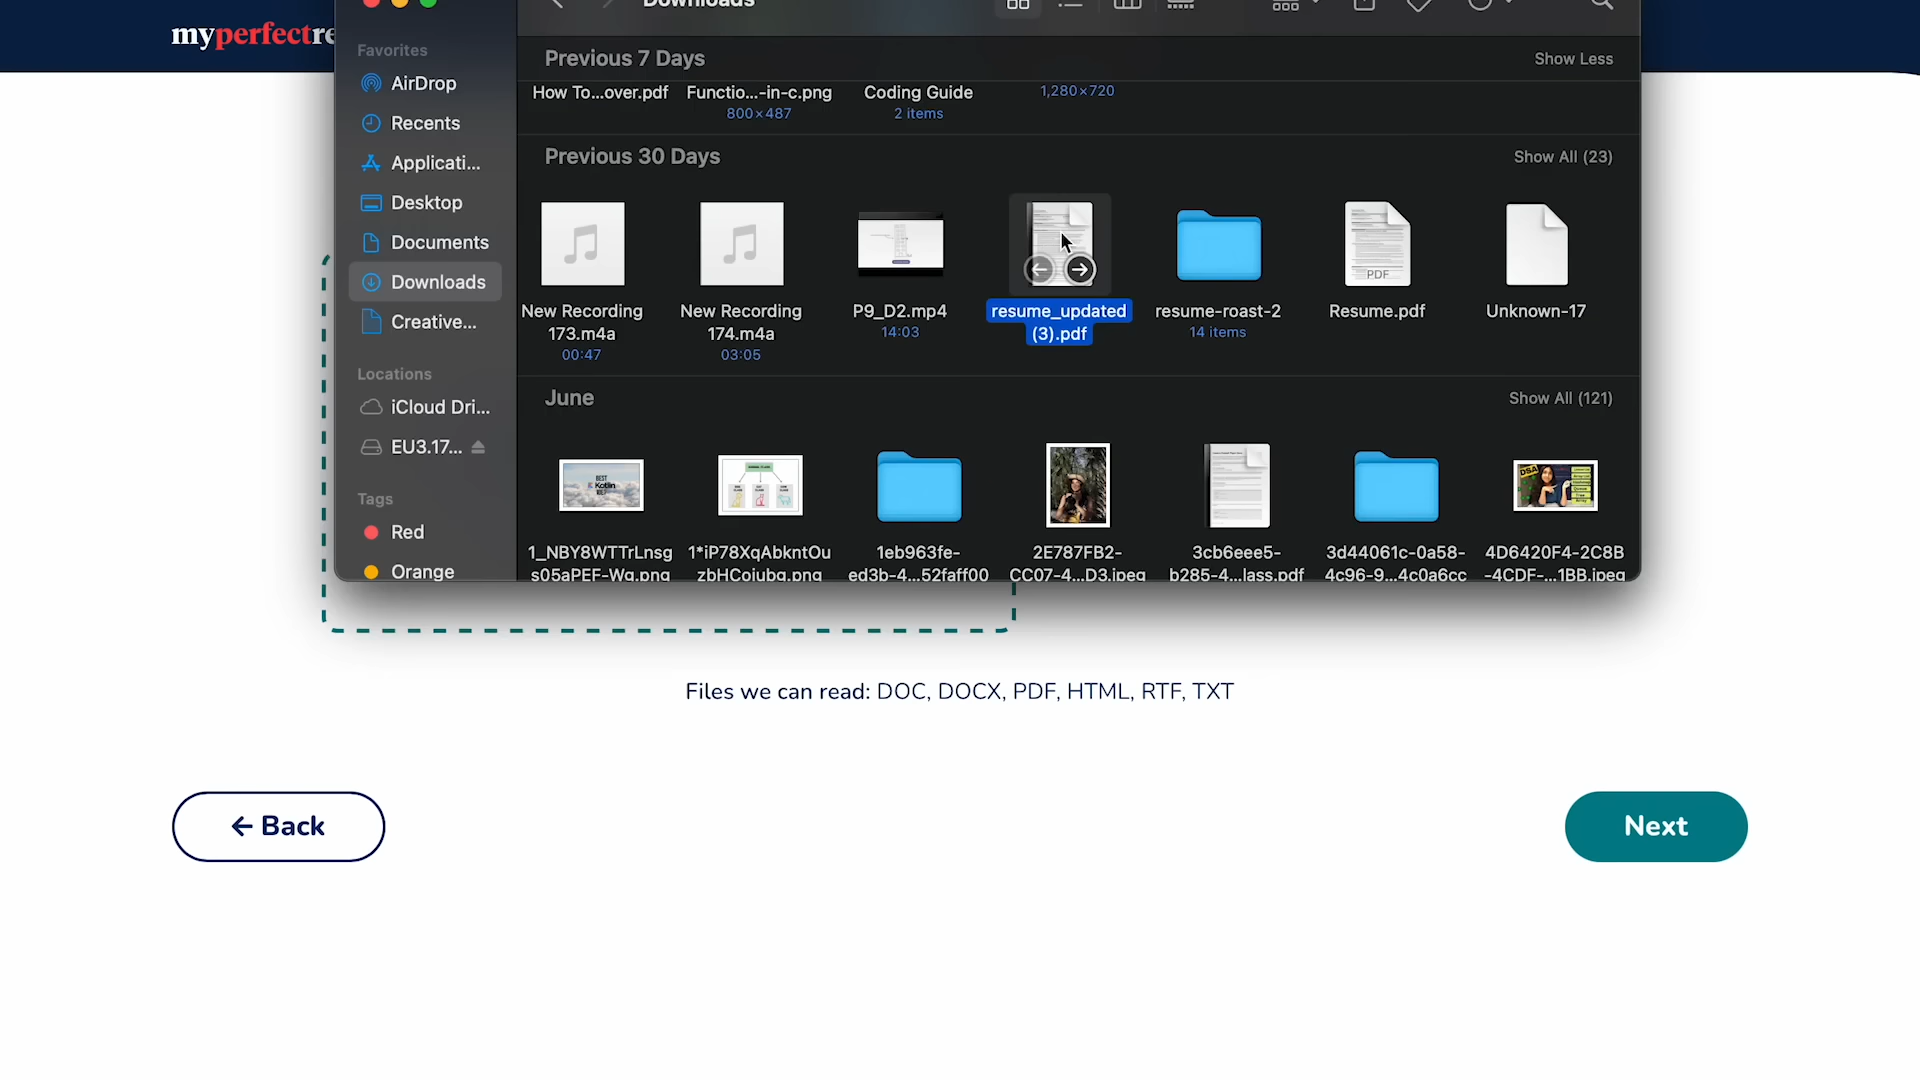 myperfectre
Downloads
Favorites
AirDrop
Recents
Applicati...
Desktop
Documents
Downloads
Creative...
Locations
iCloud Dri...
EU3.17...
Tags
Red
Orange
Previous 7 Days
Show Less
How To...over.pdf
Functio...-in-c.png
800×487
Coding Guide
2 items
1,280×720
Previous 30 Days
Show All (23)
New Recording
173.m4a
00:47
New Recording
174.m4a
03:05
P9_D2.mp4
14:03
resume_updated
(3).pdf
resume-roast-2
14 items
PDF
Resume.pdf
Unknown-17
June
Show All (121)
BEST
Kotlin
DSA
1_NBY8WTTrLnsg
s05aPEF-Wg.png
1*iP78XqAbkntOu
zbHCoiubg.png
1eb963fe-
ed3b-4...52faff00
2E787FB2-
CC07-4...D3.jpeg
3cb6eee5-
b285-4...lass.pdf
3d44061c-0a58-
4c96-9...4c0a6cc
4D6420F4-2C8B
-4CDF-...1BB.jpeg
Files we can read: DOC, DOCX, PDF, HTML, RTF, TXT
← Back
Next